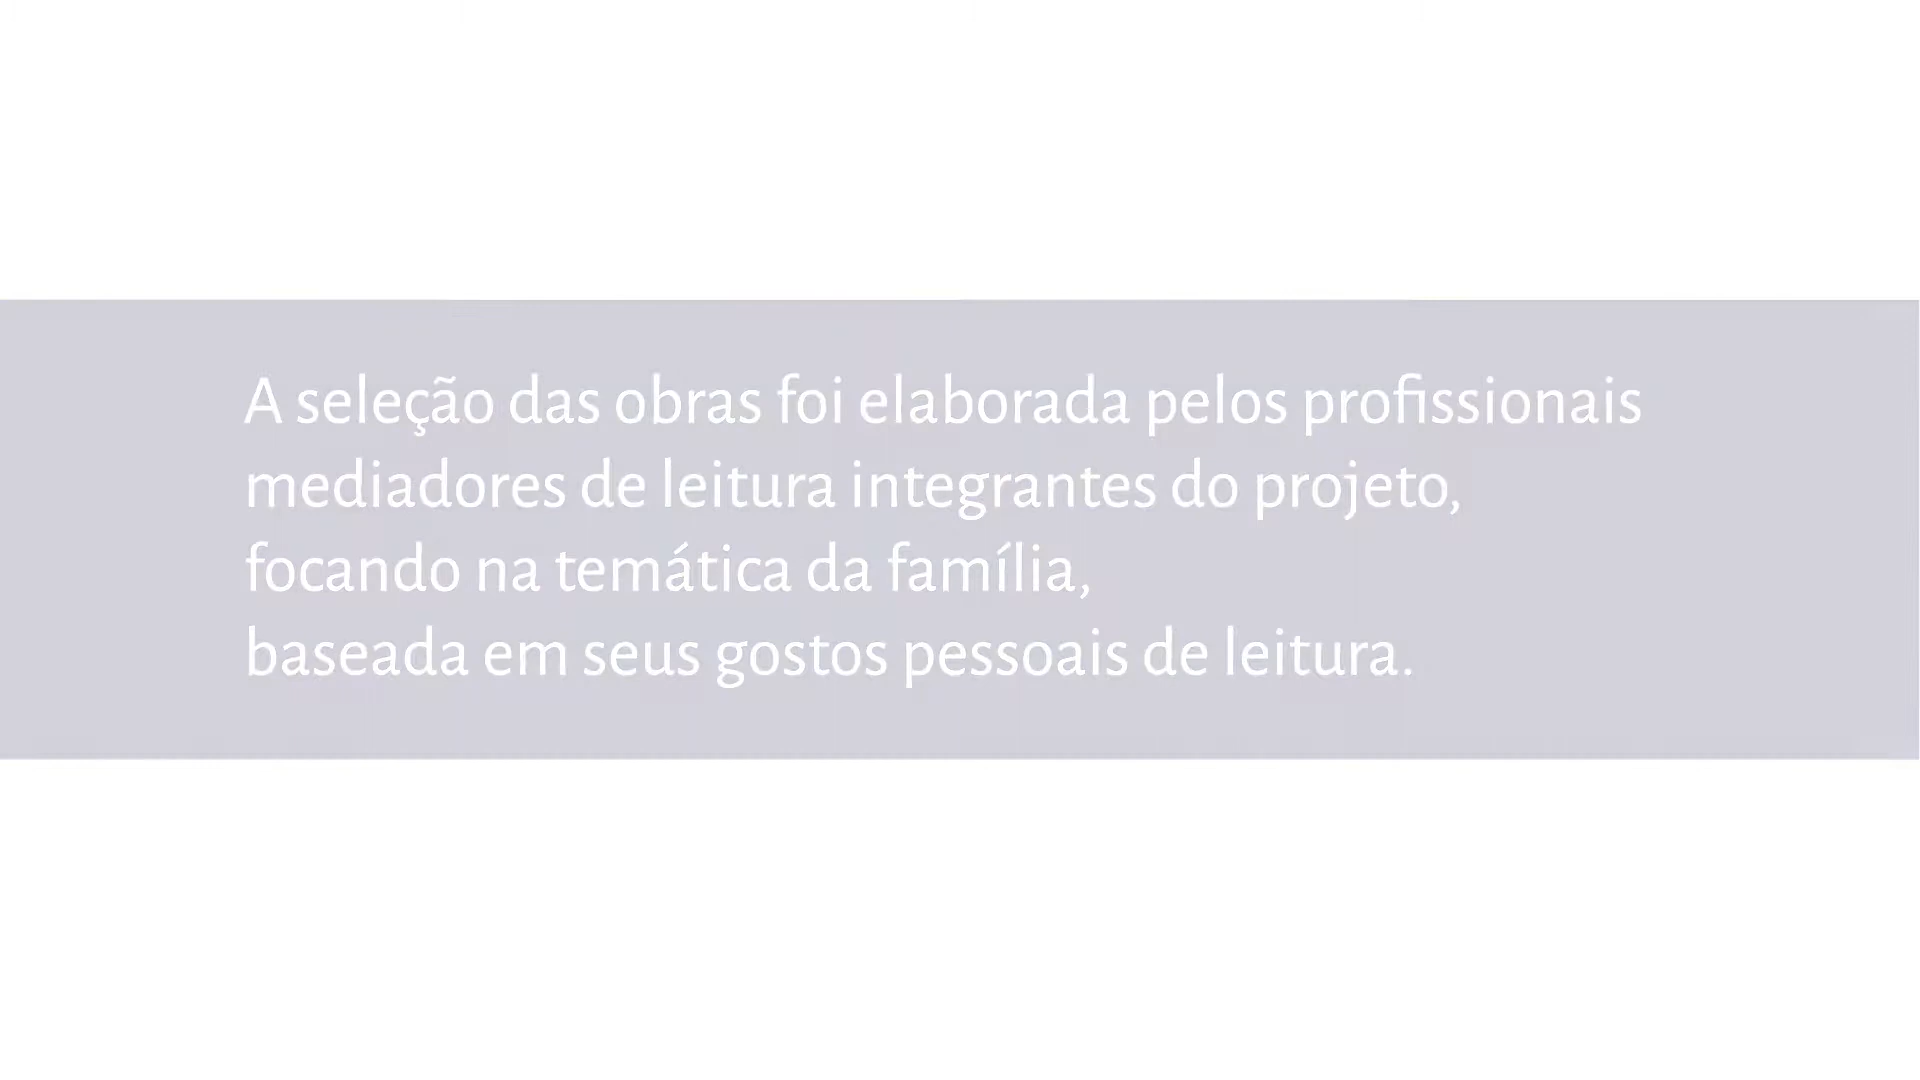 A seleção das obras foi elaborada pelos profissionais
mediadores de leitura integrantes do projeto,
focando na temática da família,
baseada em seus gostos pessoais de leitura.